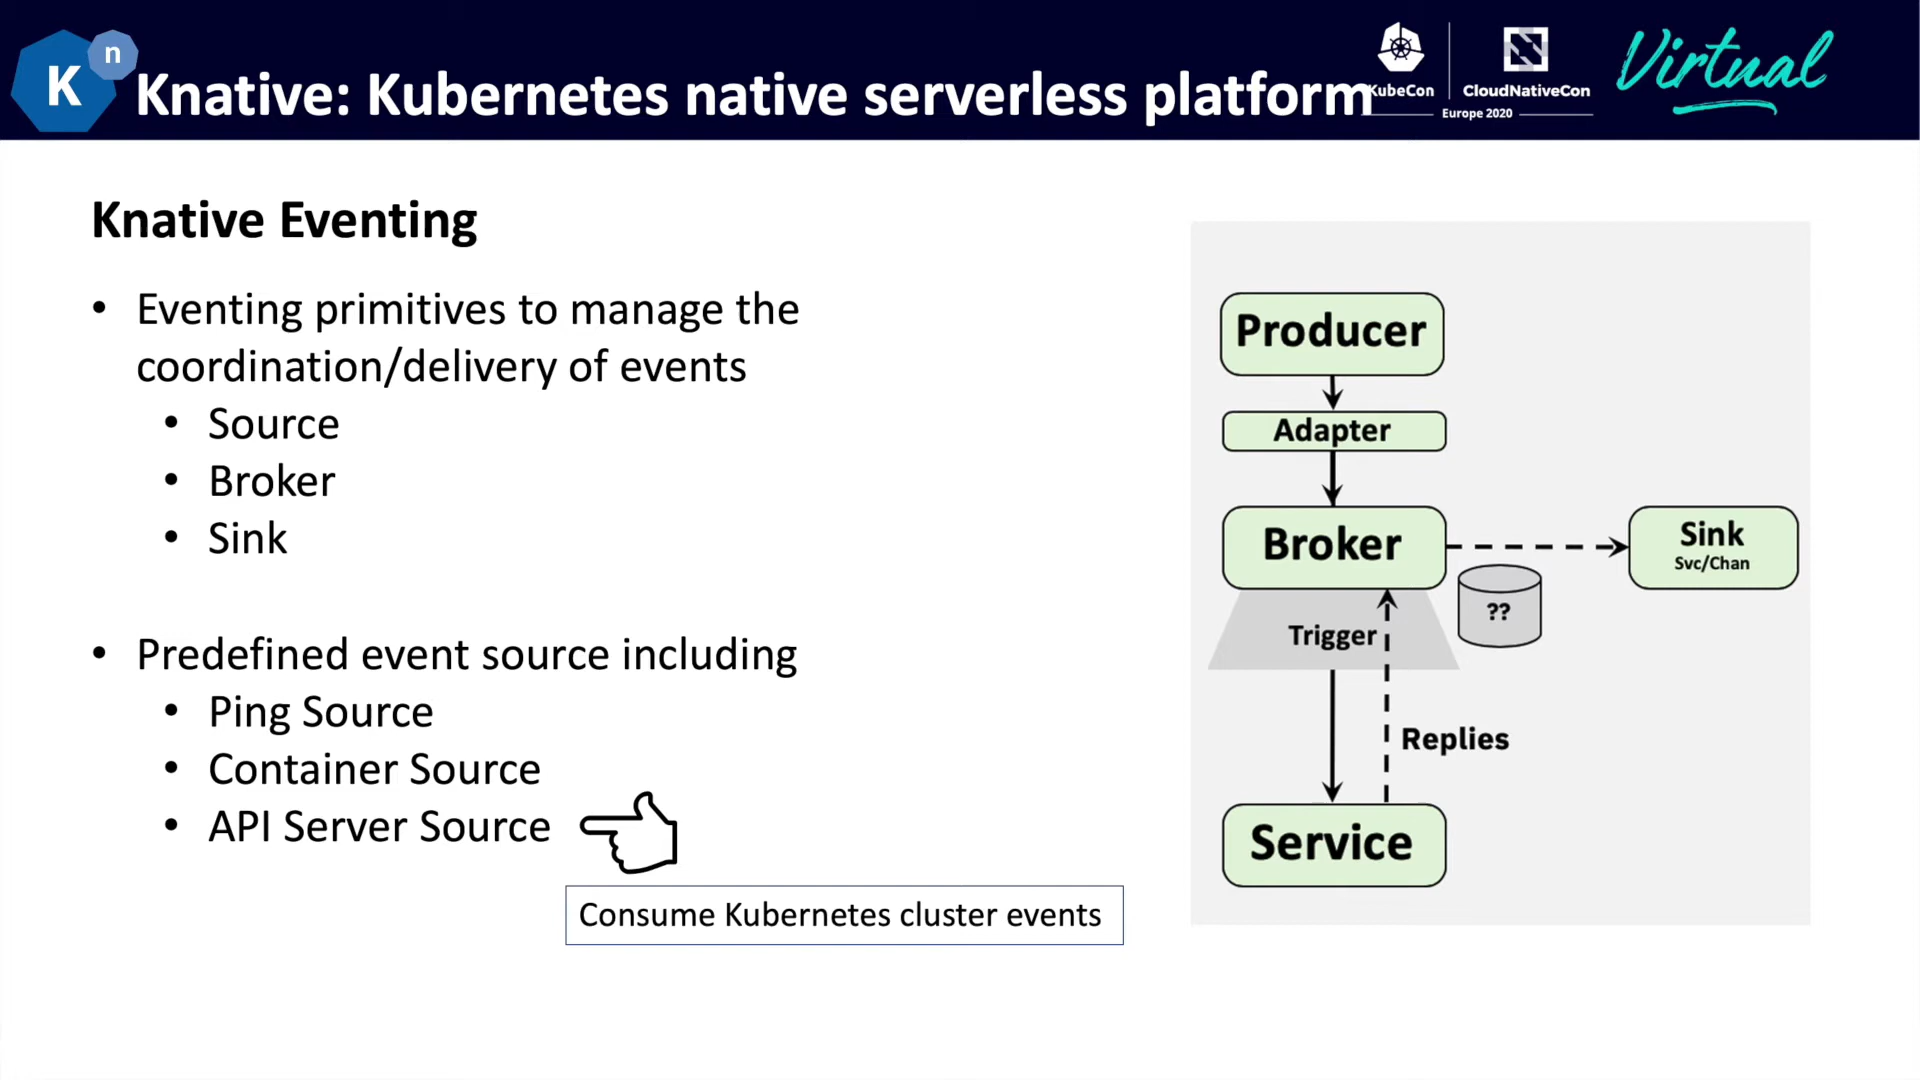 K n
Knative: Kubernetes native serverless platform
KubeCon
CloudNativeCon
Europe 2020
Virtual
Knative Eventing
• Eventing primitives to manage the
coordination/delivery of events
• Source
• Broker
• Sink
• Predefined event source including
• Ping Source
• Container Source
• API Server Source
Consume Kubernetes cluster events
Producer
Adapter
Broker
Sink
Svc/Chan
??
Trigger
Replies
Service